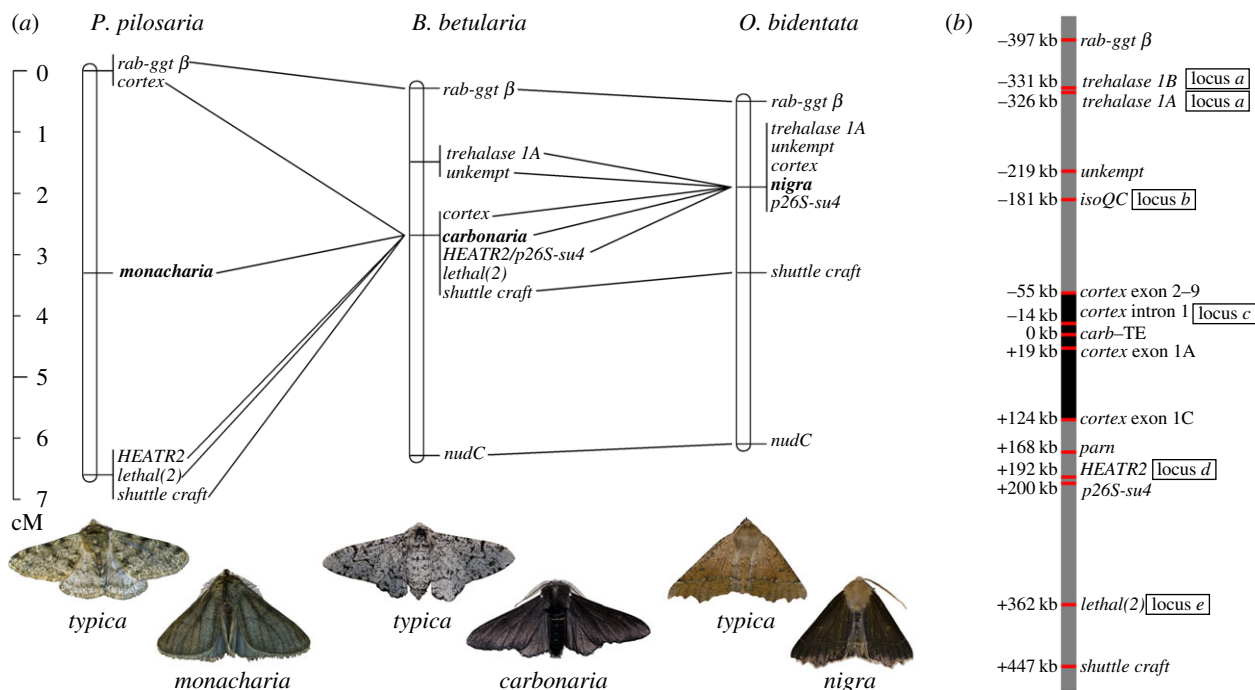 (a) P. pilosaria B. betularia O. bidentata
0
1
2
3
4
5
6
7
cM
rab-ggt β
cortex
monacharia
HEATR2
lethal(2)
shuttle craft
rab-ggt β
trehalase 1A
unkempt
cortex
carbonaria
HEATR2/p26S-su4
lethal(2)
shuttle craft
nudC
rab-ggt β
trehalase 1A
unkempt
cortex
nigra
p26S-su4
shuttle craft
nudC
typica
monacharia
typica
carbonaria
typica
nigra
(b)
–397 kb rab-ggt β
–331 kb trehalase 1B locus a
–326 kb trehalase 1A locus a
–219 kb unkempt
–181 kb isoQC locus b
–55 kb cortex exon 2–9
–14 kb cortex intron 1 locus c
0 kb carb–TE
+19 kb cortex exon 1A
+124 kb cortex exon 1C
+168 kb parn
+192 kb HEATR2 locus d
+200 kb p26S-su4
+362 kb lethal(2) locus e
+447 kb shuttle craft